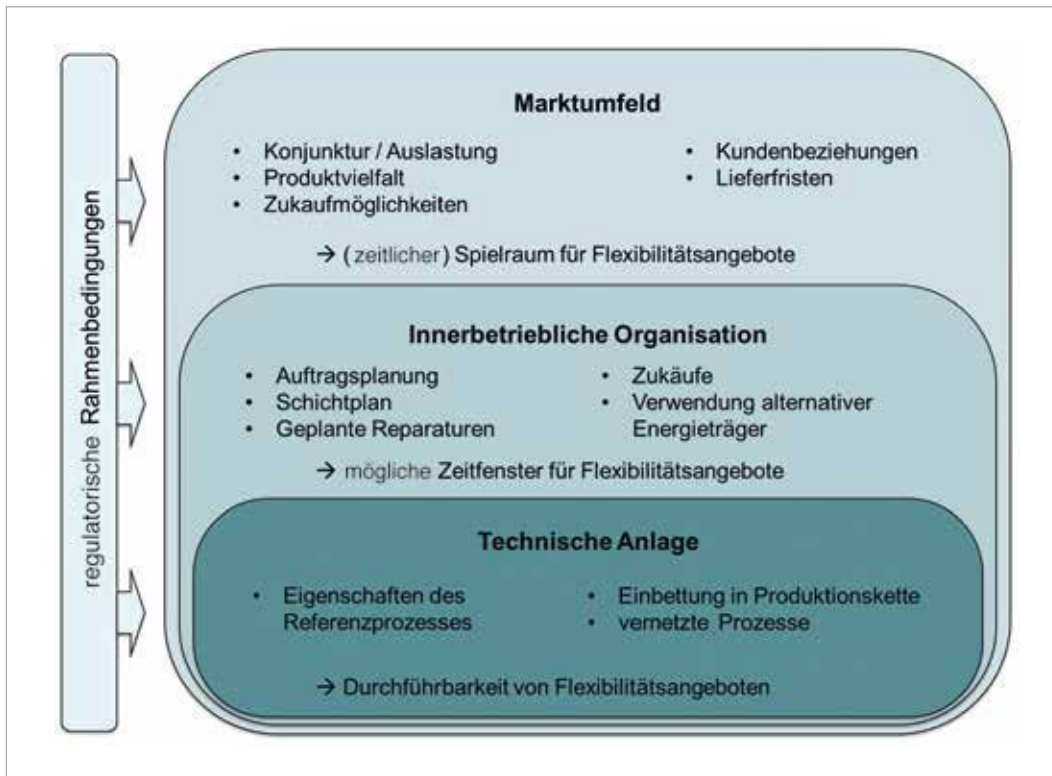 regulatorische Rahmenbedingungen
Marktumfeld
• Konjunktur / Auslastung
• Produktvielfalt
• Zukaufmöglichkeiten
• Kundenbeziehungen
• Lieferfristen
→ (zeitlicher) Spielraum für Flexibilitätsangebote
Innerbetriebliche Organisation
• Auftragsplanung
• Schichtplan
• Geplante Reparaturen
• Zukäufe
• Verwendung alternativer
Energieträger
→ mögliche Zeitfenster für Flexibilitätsangebote
Technische Anlage
• Eigenschaften des
Referenzprozesses
• Einbettung in Produktionskette
• vernetzte Prozesse
→ Durchführbarkeit von Flexibilitätsangeboten